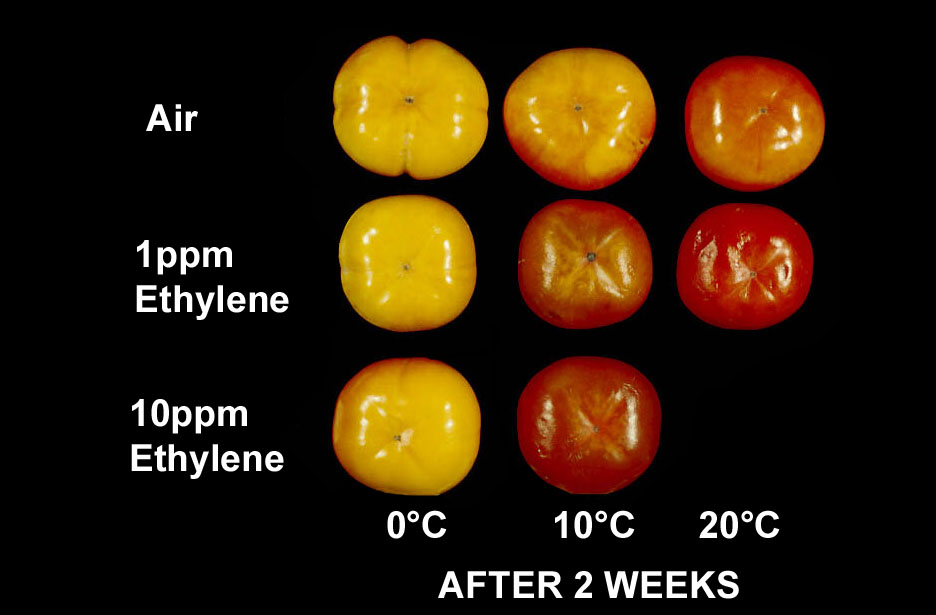 Air
1ppm
Ethylene
10ppm
Ethylene
0°C
10°C
20°C
AFTER 2 WEEKS